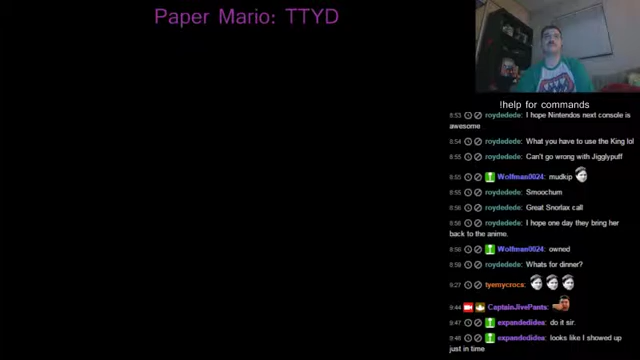 Paper Mario: TTYD
!help for commands
8:53 roydedede: I hope Nintendos next console is
awesome
8:54 roydedede: What you have to use the King lol
8:55 roydedede: Can't go wrong with Jigglypuff
8:55 Wolfman0024: mudkip
8:55 roydedede: Smoochum
8:56 roydedede: Great Snorlax call
8:56 roydedede: I hope one day they bring her
back to the anime.
8:56 Wolfman0024: owned
8:59 roydedede: Whats for dinner?
9:27 tyemycrocs:
9:44 CaptainJivePants:
9:47 expandedidea: do it sir.
9:48 expandedidea: looks like I showed up
just in time